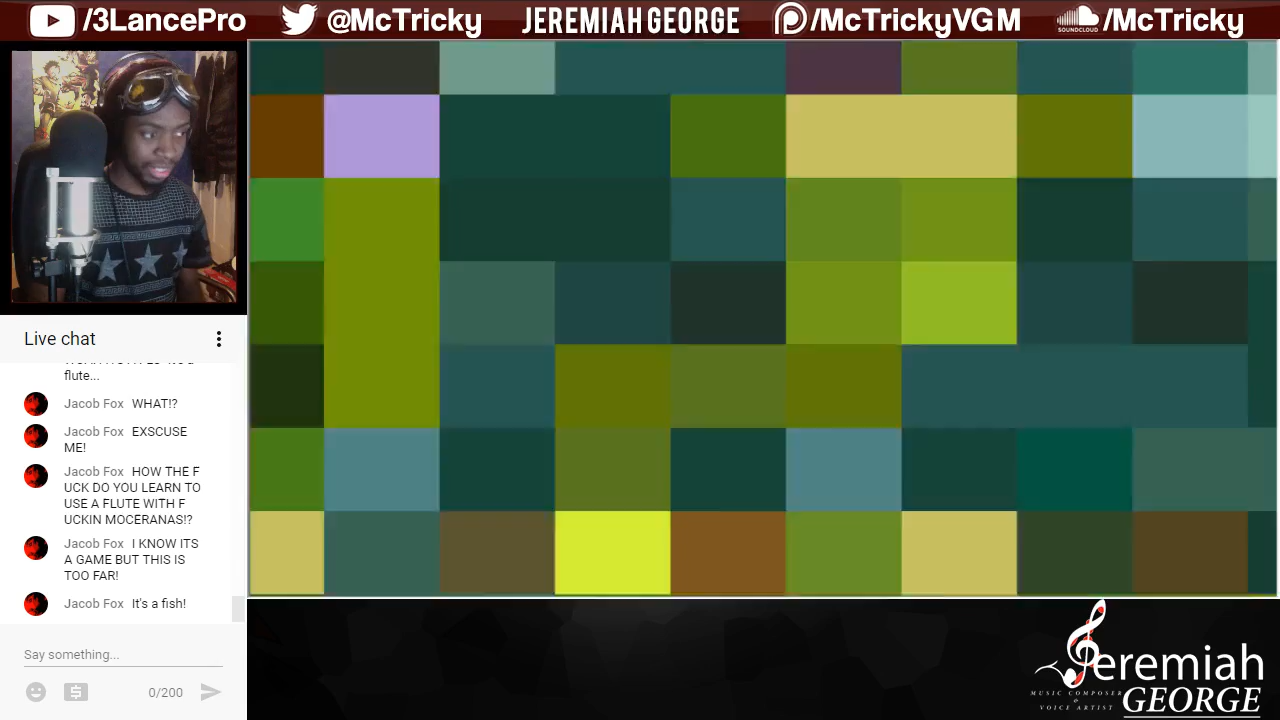 /3LancePro @McTricky JEREMIAH GEORGE /McTrickyVGM SOUNDCLOUD /McTricky
Live chat
flute...
Jacob Fox WHAT!?
Jacob Fox EXSCUSE
ME!
Jacob Fox HOW THE F
UCK DO YOU LEARN TO
USE A FLUTE WITH F
UCKIN MOCERANAS!?
Jacob Fox I KNOW ITS
A GAME BUT THIS IS
TOO FAR!
Jacob Fox It's a fish!
Say something...
0/200
Jeremiah
MUSIC COMPOSER
&
VOICE ARTIST
GEORGE